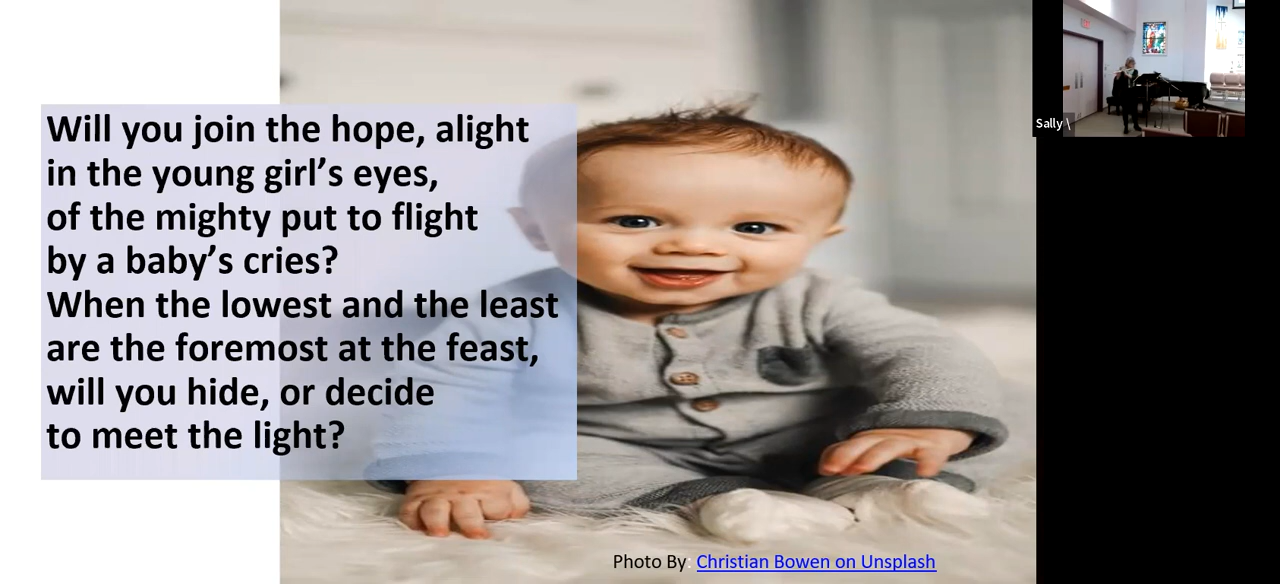 Will you join the hope, alight
in the young girl’s eyes,
of the mighty put to flight
by a baby’s cries?
When the lowest and the least
are the foremost at the feast,
will you hide, or decide
to meet the light?
Photo By: Christian Bowen on Unsplash
Sally \